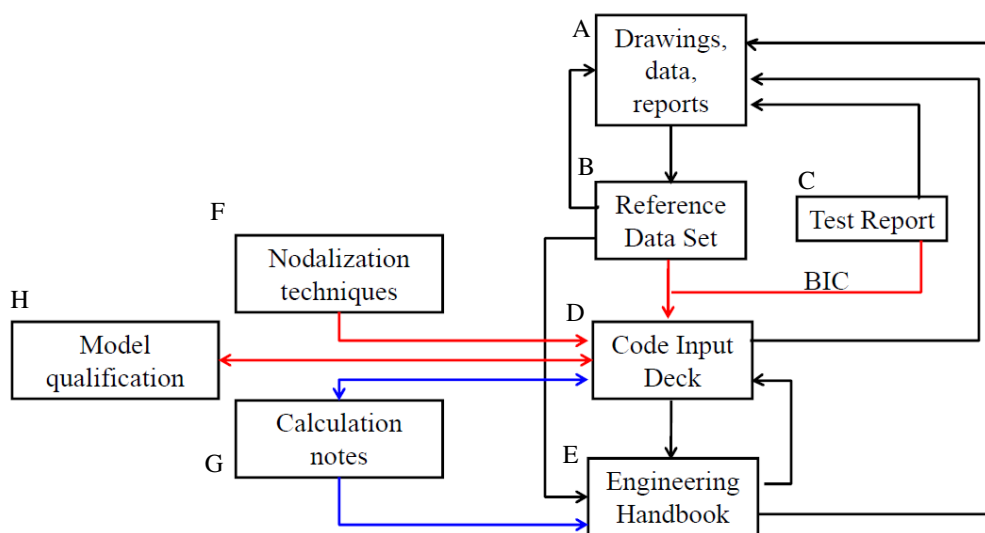 A
Drawings,
data,
reports
B
Reference
Data Set
C
Test Report
BIC
F
Nodalization
techniques
H
Model
qualification
D
Code Input
Deck
G
Calculation
notes
E
Engineering
Handbook